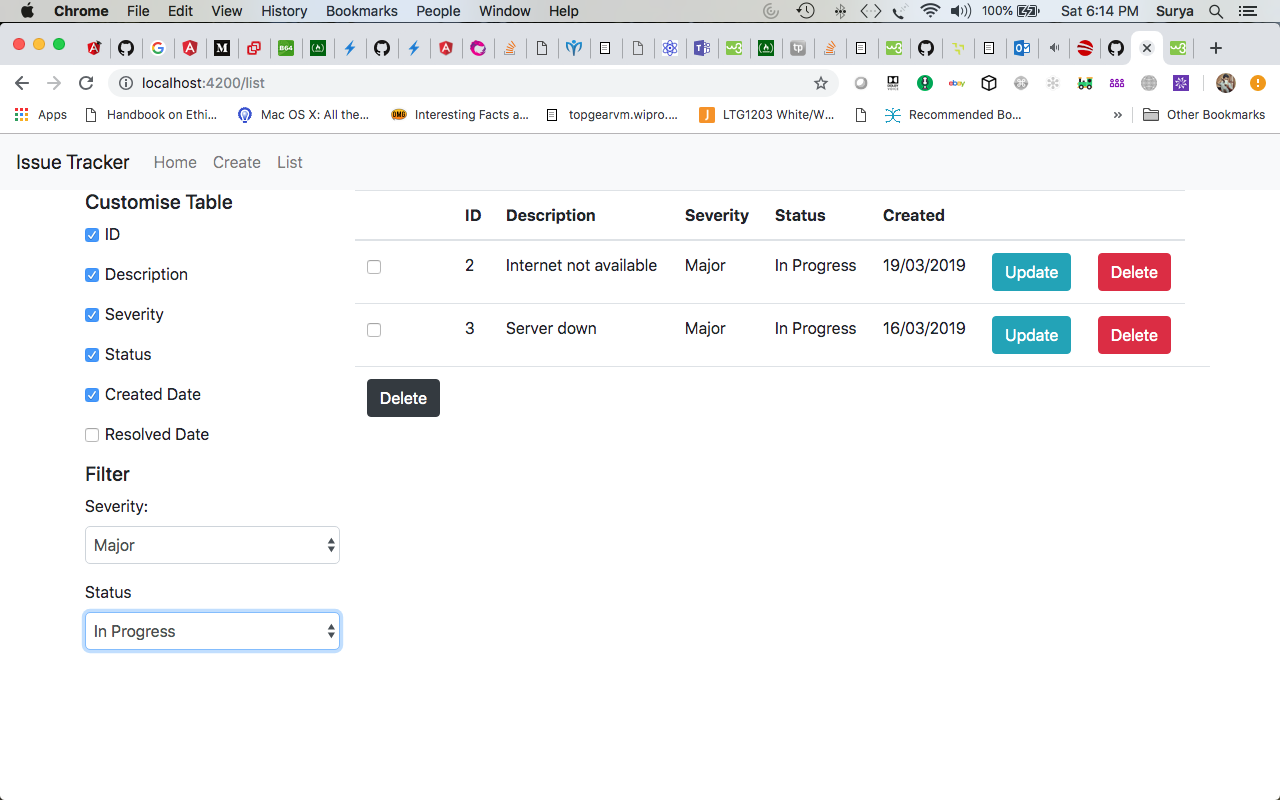 Chrome File Edit View History Bookmarks People Window Help 100% Sat 6:14 PM Surya
localhost:4200/list
Apps Handbook on Ethi... Mac OS X: All the... Interesting Facts a... topgearvm.wipro.... LTG1203 White/W... Recommended Bo... » Other Bookmarks
Issue Tracker Home Create List
Customise Table
ID
Description
Severity
Status
Created Date
Resolved Date
Filter
Severity:
Major
Status
In Progress
ID Description Severity Status Created
2 Internet not available Major In Progress 19/03/2019 Update Delete
3 Server down Major In Progress 16/03/2019 Update Delete
Delete